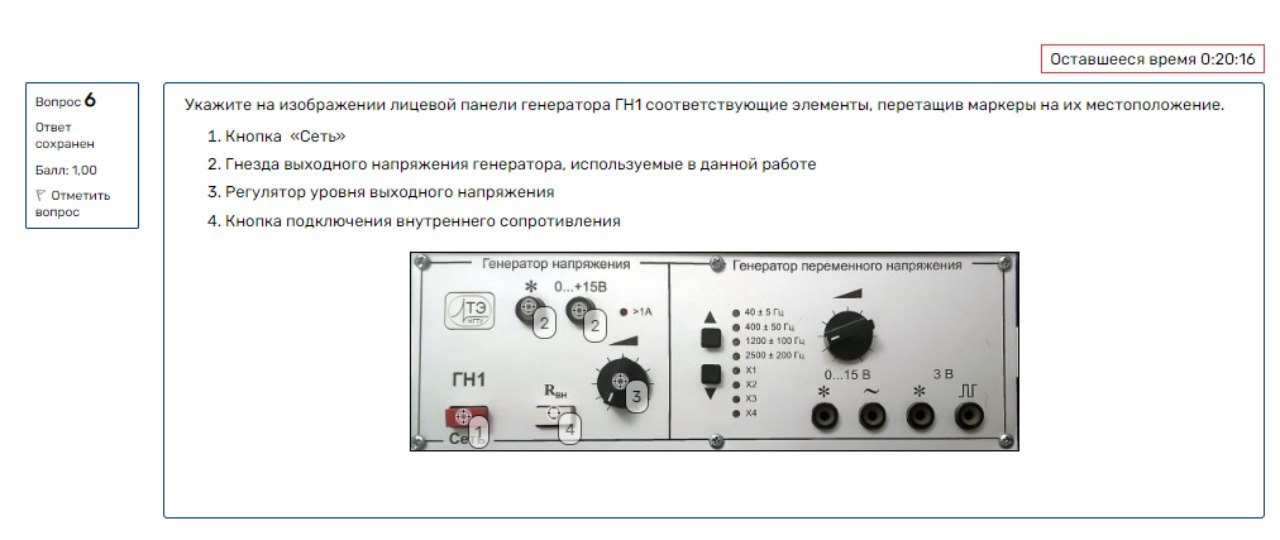 Оставшееся время 0:20:16
Вопрос 6
Ответ
сохранен
Балл: 1,00
Отметить
вопрос
Укажите на изображении лицевой панели генератора ГН1 соответствующие элементы, перетащив маркеры на их местоположение.
1. Кнопка «Сеть»
2. Гнезда выходного напряжения генератора, используемые в данной работе
3. Регулятор уровня выходного напряжения
4. Кнопка подключения внутреннего сопротивления
Генератор напряжения
* 0...+15В
ТЭ
2
2
>1А
ГН1
Rвн
3
1
4
Сеть
Генератор переменного напряжения
40 ± 5 Гц
400 ± 50 Гц
1200 ± 100 Гц
2500 ± 200 Гц
X1
X2
X3
X4
0...15 В
3 В
* ~ *